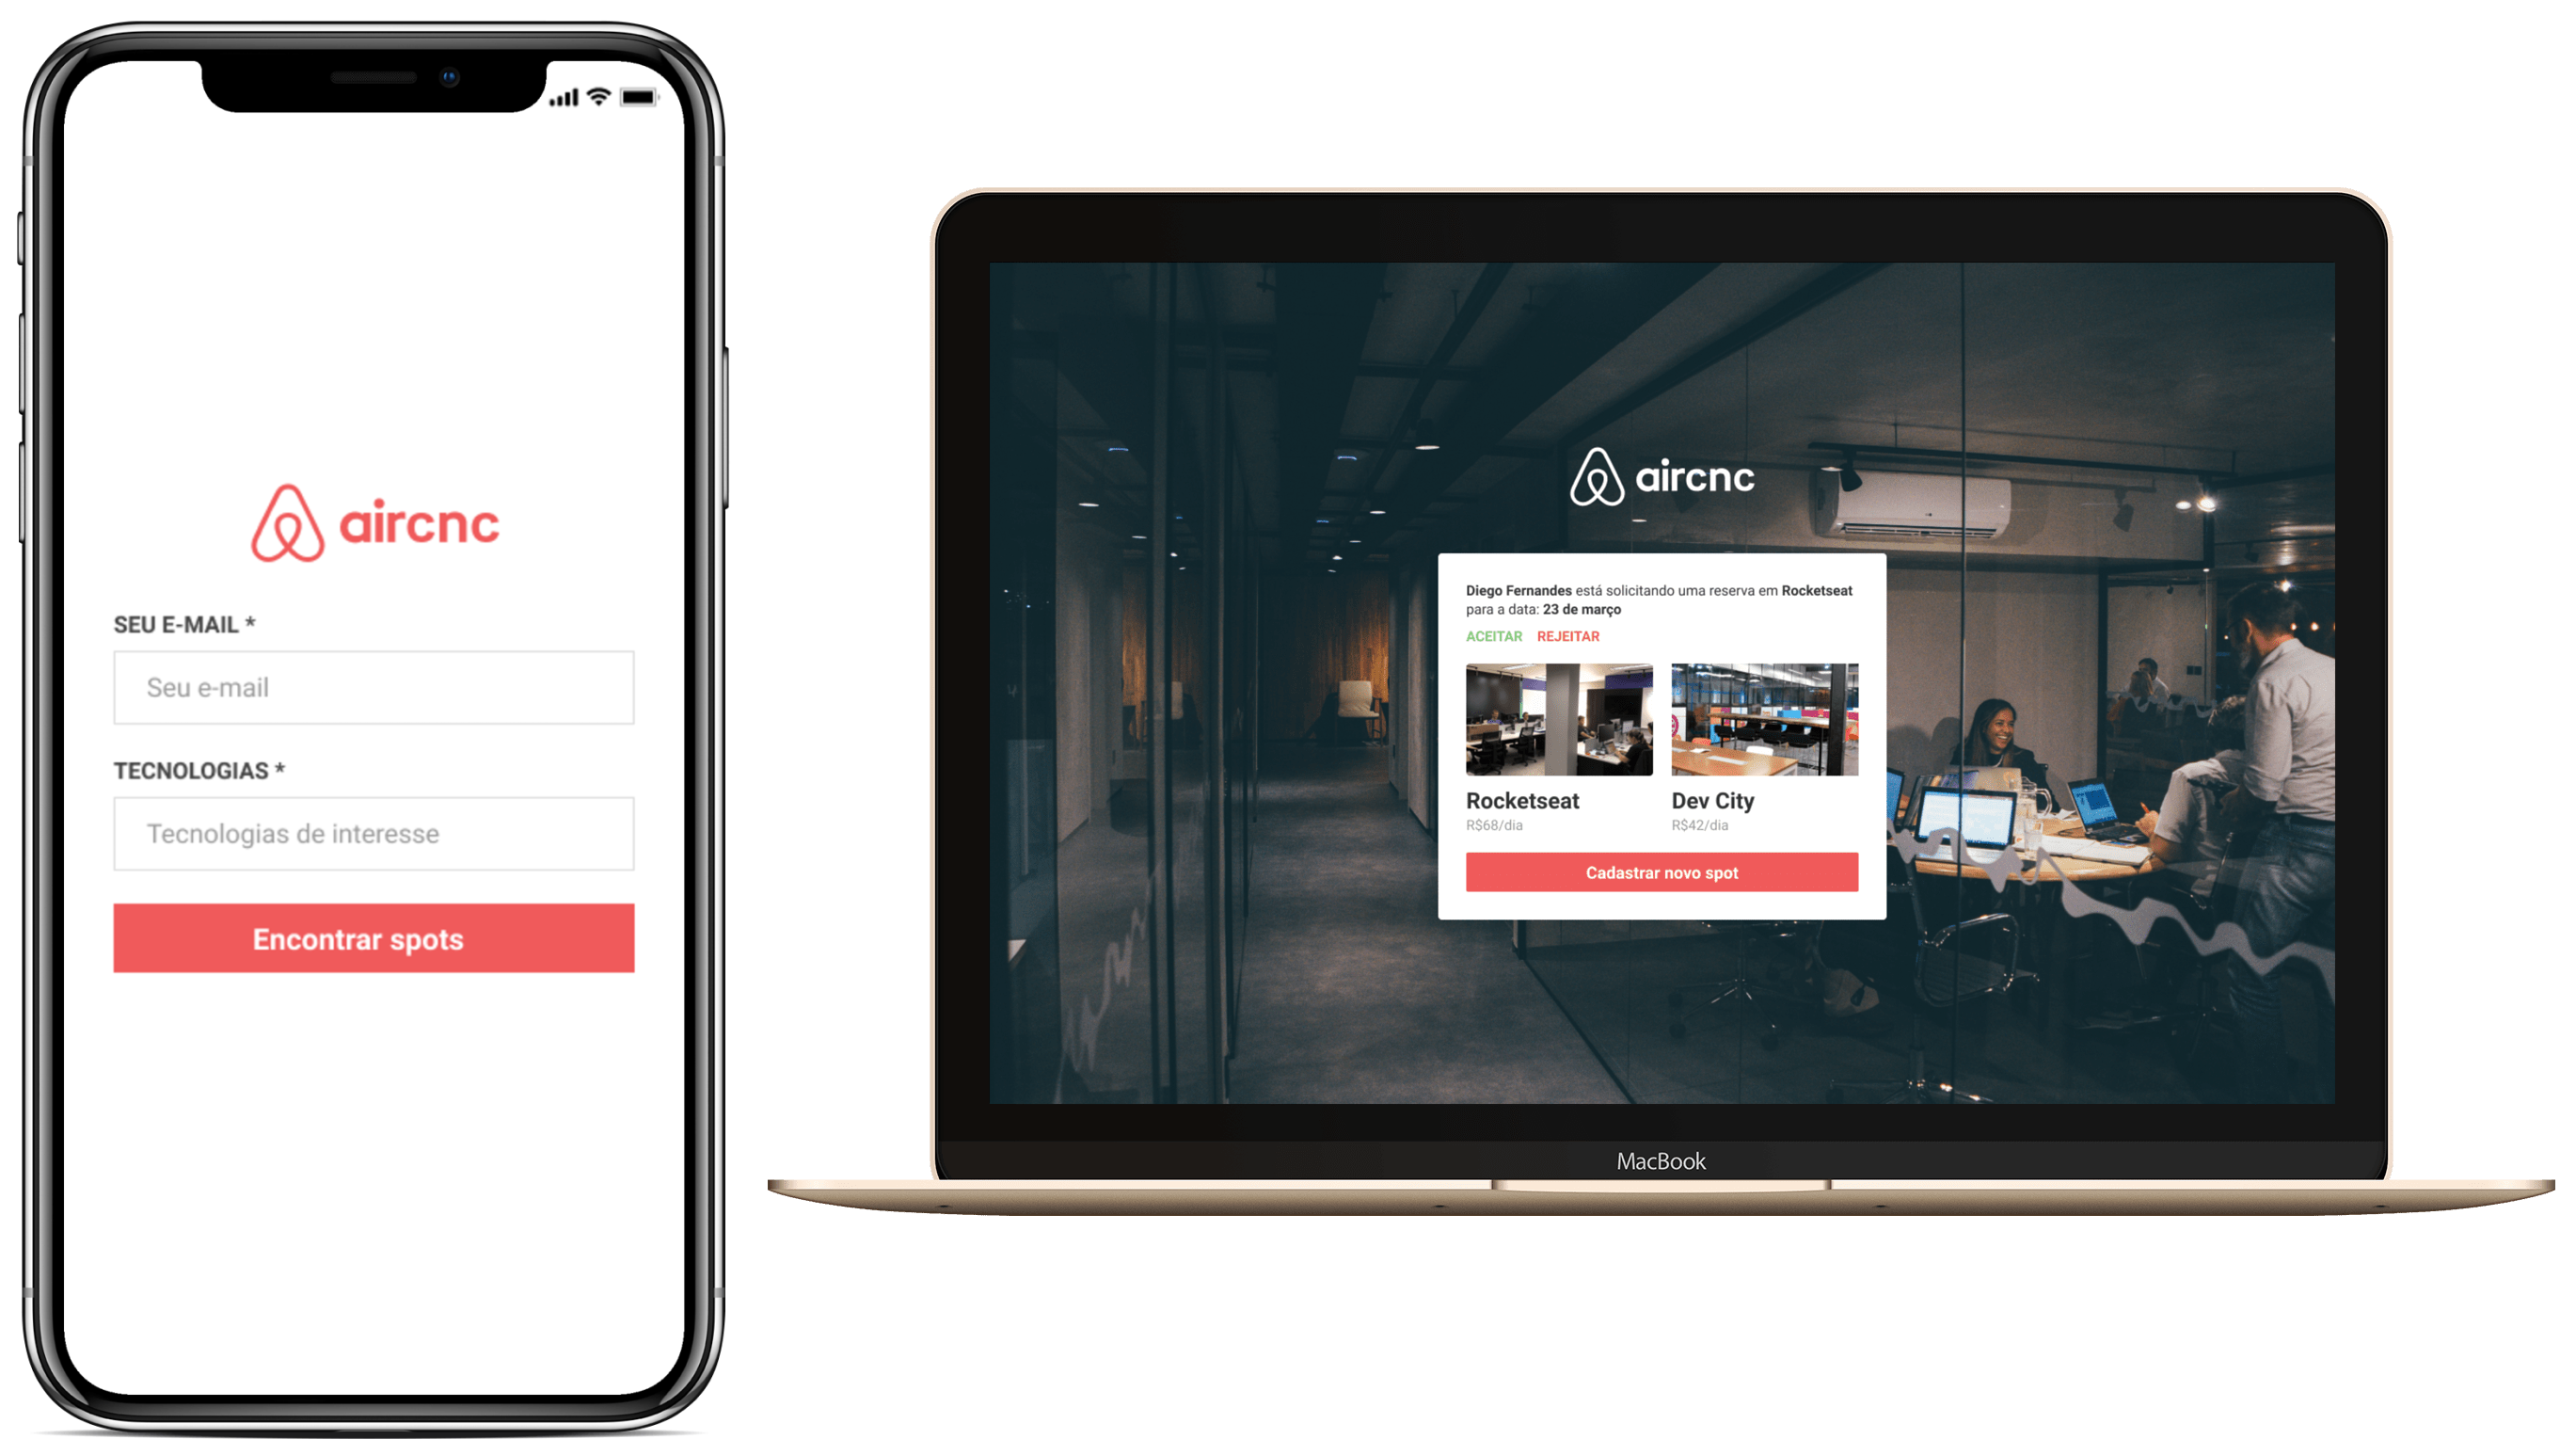 aircnc
SEU E-MAIL *
Seu e-mail
TECNOLOGIAS *
Tecnologias de interesse
Encontrar spots
aircnc
Diego Fernandes está solicitando uma reserva em Rocketseat
para a data: 23 de março
ACEITAR REJEITAR
Rocketseat Dev City
R$68/dia R$42/dia
Cadastrar novo spot
MacBook